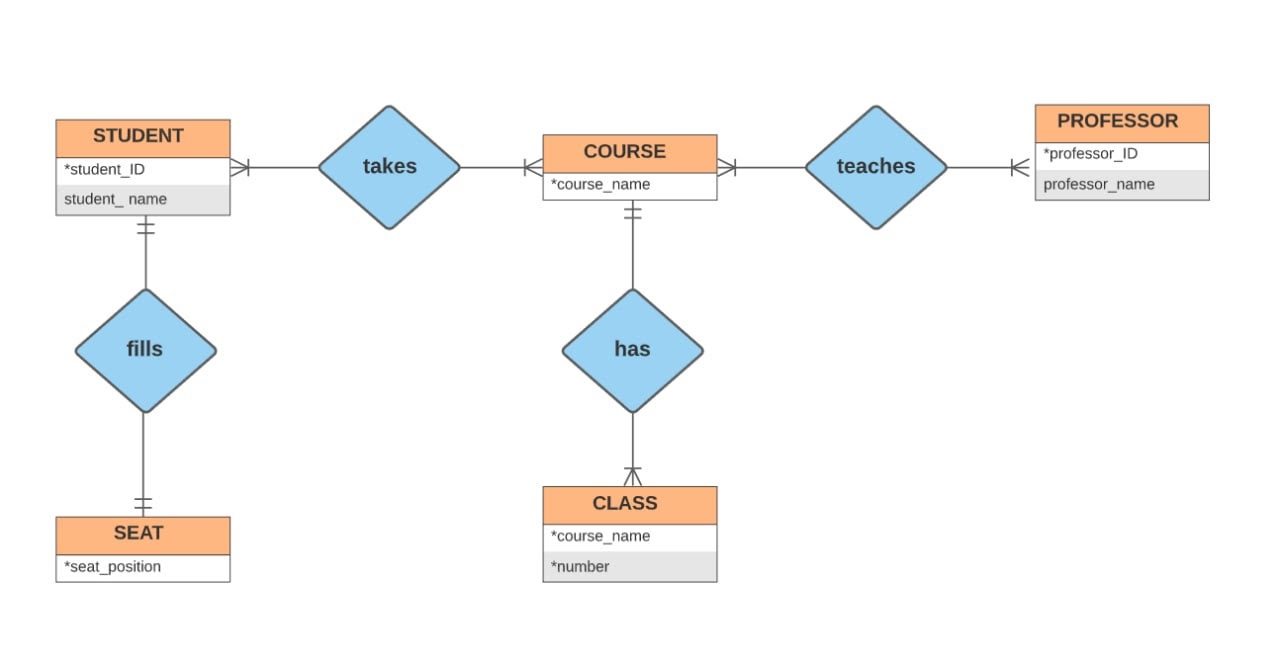 STUDENT
*student_ID
student_ name
takes
COURSE
*course_name
teaches
PROFESSOR
*professor_ID
professor_name
fills
has
SEAT
*seat_position
CLASS
*course_name
*number